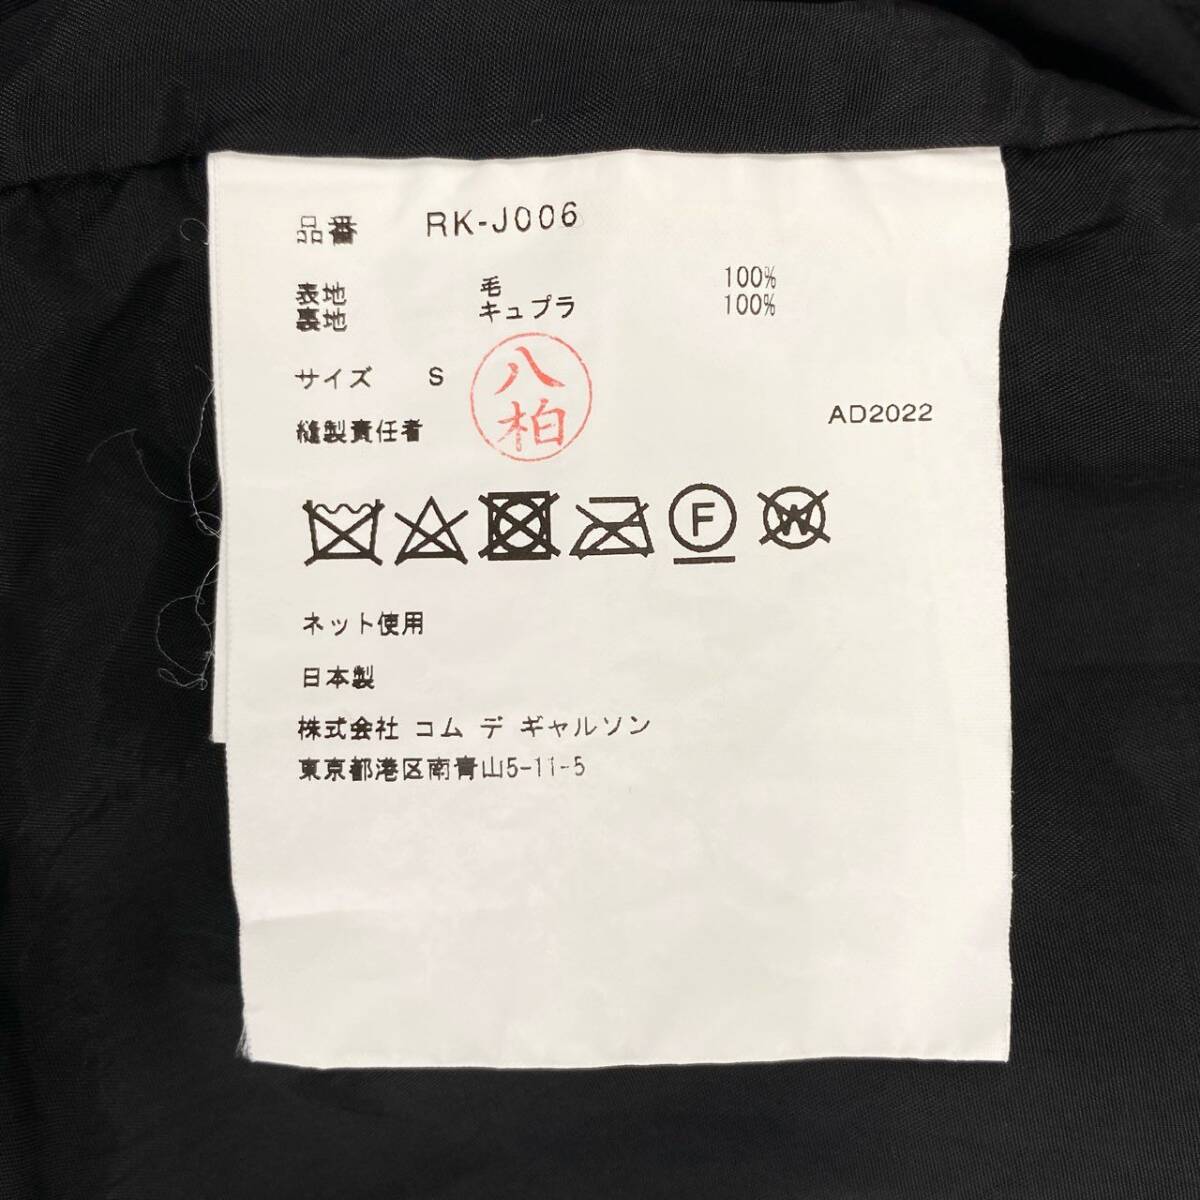 品番 RK-J006
表地 毛 100%
裏地 キュプラ 100%
サイズ S
八柏
縫製責任者
AD2022
F
W
ネット使用
日本製
株式会社 コム デ ギャルソン
東京都港区南青山5-11-5